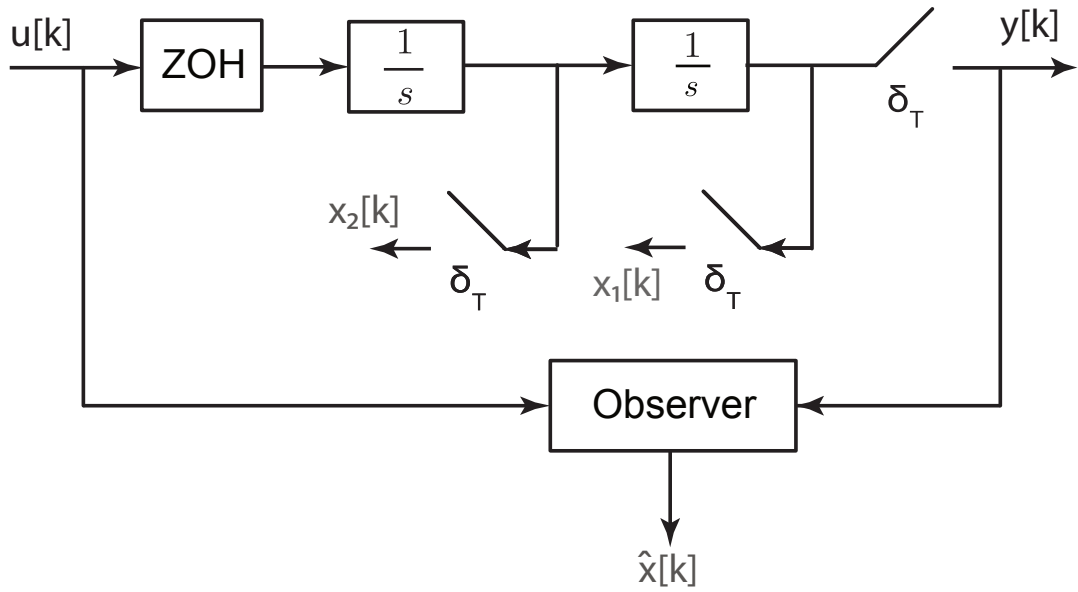 u[k]
ZOH
1
s
1
s
y[k]
δT
x₂[k]
δT
x₁[k]
δT
Observer
x̂[k]